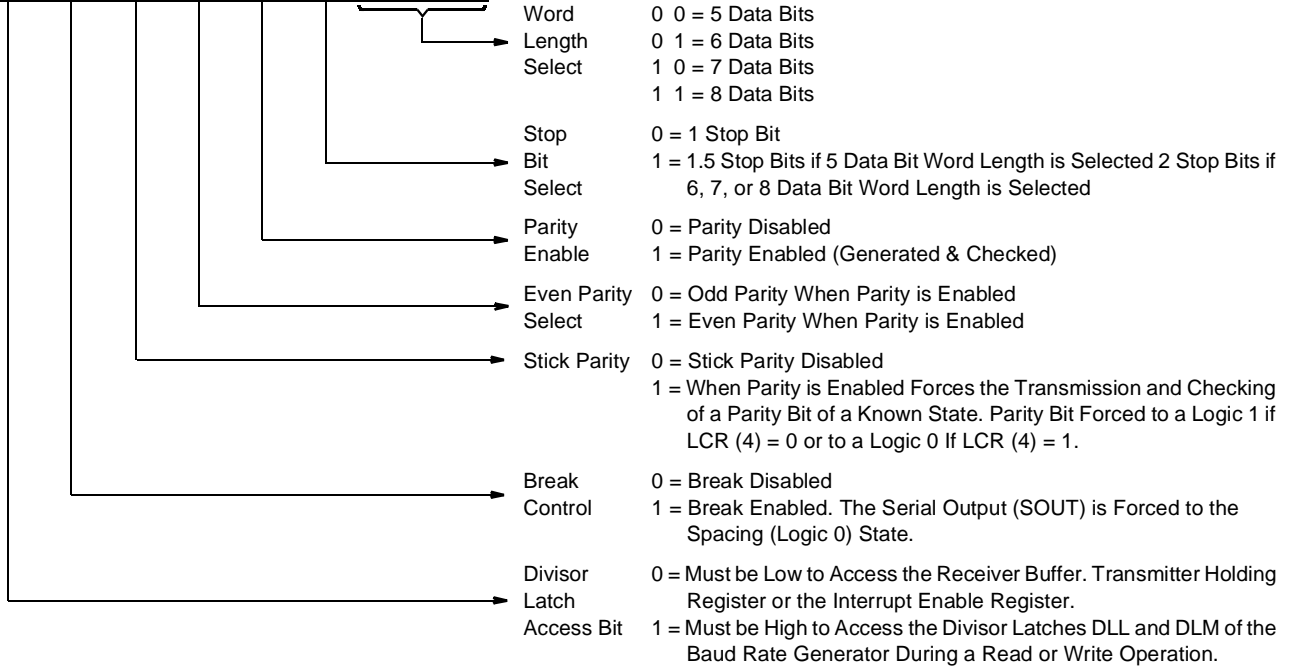 Word 0 0 = 5 Data Bits
Length 0 1 = 6 Data Bits
Select 1 0 = 7 Data Bits
1 1 = 8 Data Bits
Stop 0 = 1 Stop Bit
Bit 1 = 1.5 Stop Bits if 5 Data Bit Word Length is Selected 2 Stop Bits if
Select 6, 7, or 8 Data Bit Word Length is Selected
Parity 0 = Parity Disabled
Enable 1 = Parity Enabled (Generated & Checked)
Even Parity 0 = Odd Parity When Parity is Enabled
Select 1 = Even Parity When Parity is Enabled
Stick Parity 0 = Stick Parity Disabled
1 = When Parity is Enabled Forces the Transmission and Checking
of a Parity Bit of a Known State. Parity Bit Forced to a Logic 1 if
LCR (4) = 0 or to a Logic 0 If LCR (4) = 1.
Break 0 = Break Disabled
Control 1 = Break Enabled. The Serial Output (SOUT) is Forced to the
Spacing (Logic 0) State.
Divisor 0 = Must be Low to Access the Receiver Buffer. Transmitter Holding
Latch Register or the Interrupt Enable Register.
Access Bit 1 = Must be High to Access the Divisor Latches DLL and DLM of the
Baud Rate Generator During a Read or Write Operation.